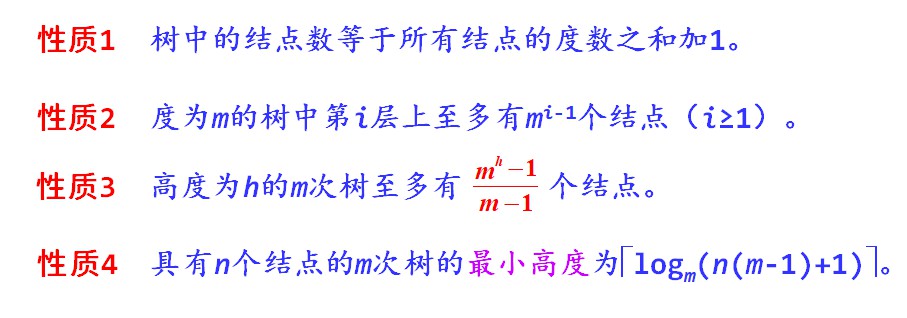 性质1 树中的结点数等于所有结点的度数之和加1。
性质2 度为m的树中第i层上至多有mⁱ⁻¹个结点（i≥1）。
性质3 高度为h的m次树至多有 (mʰ−1)/(m−1) 个结点。
性质4 具有n个结点的m次树的最小高度为⌈logₘ(n(m-1)+1)⌉。